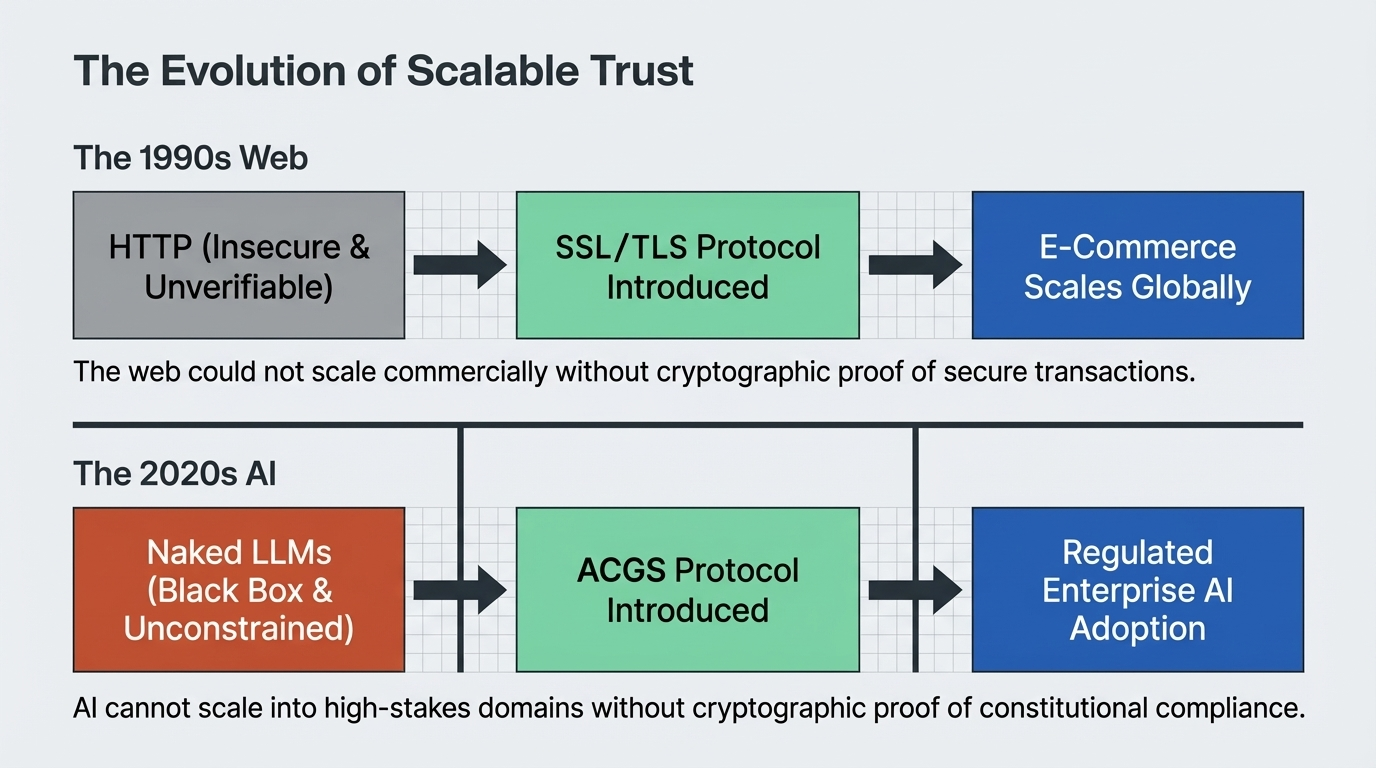 The Evolution of Scalable Trust
The 1990s Web
HTTP (Insecure &
Unverifiable)
SSL/TLS Protocol
Introduced
E-Commerce
Scales Globally
The web could not scale commercially without cryptographic proof of secure transactions.
The 2020s AI
Naked LLMs
(Black Box &
Unconstrained)
ACGS Protocol
Introduced
Regulated
Enterprise AI
Adoption
AI cannot scale into high-stakes domains without cryptographic proof of constitutional compliance.